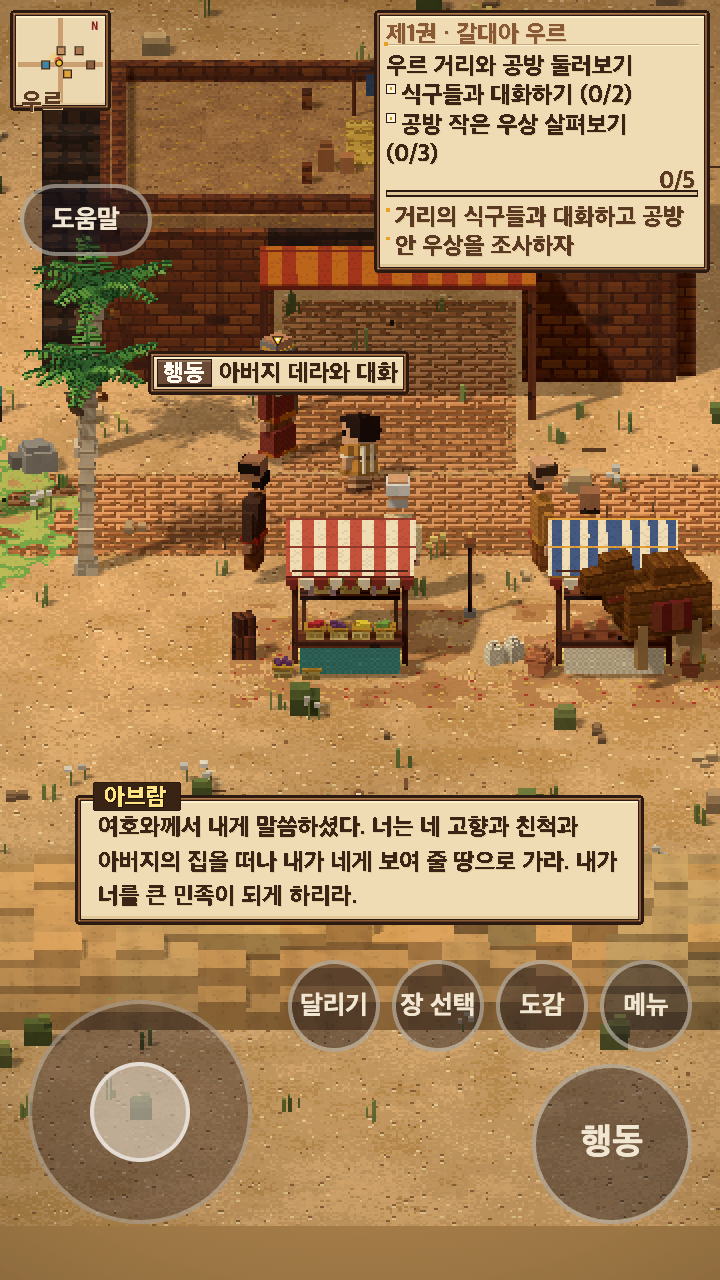 N
우르
제1권 · 갈대아 우르
우르 거리와 공방 둘러보기
식구들과 대화하기 (0/2)
공방 작은 우상 살펴보기
(0/3)
0/5
거리의 식구들과 대화하고 공방
안 우상을 조사하자
도움말
행동 아버지 데라와 대화
아브람
여호와께서 내게 말씀하셨다. 너는 네 고향과 친척과
아버지의 집을 떠나 내가 네게 보여 줄 땅으로 가라. 내가
너를 큰 민족이 되게 하리라.
달리기
장 선택
도감
메뉴
행동